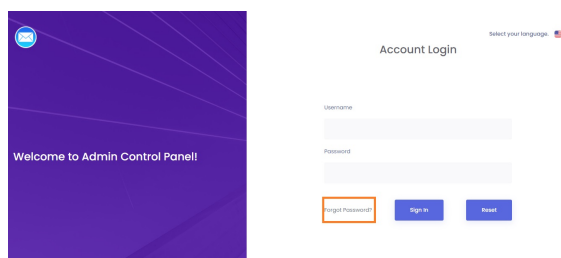 Select your language.
Account Login
Username
Password
Welcome to Admin Control Panel!
Forgot Password?
Sign In
Reset